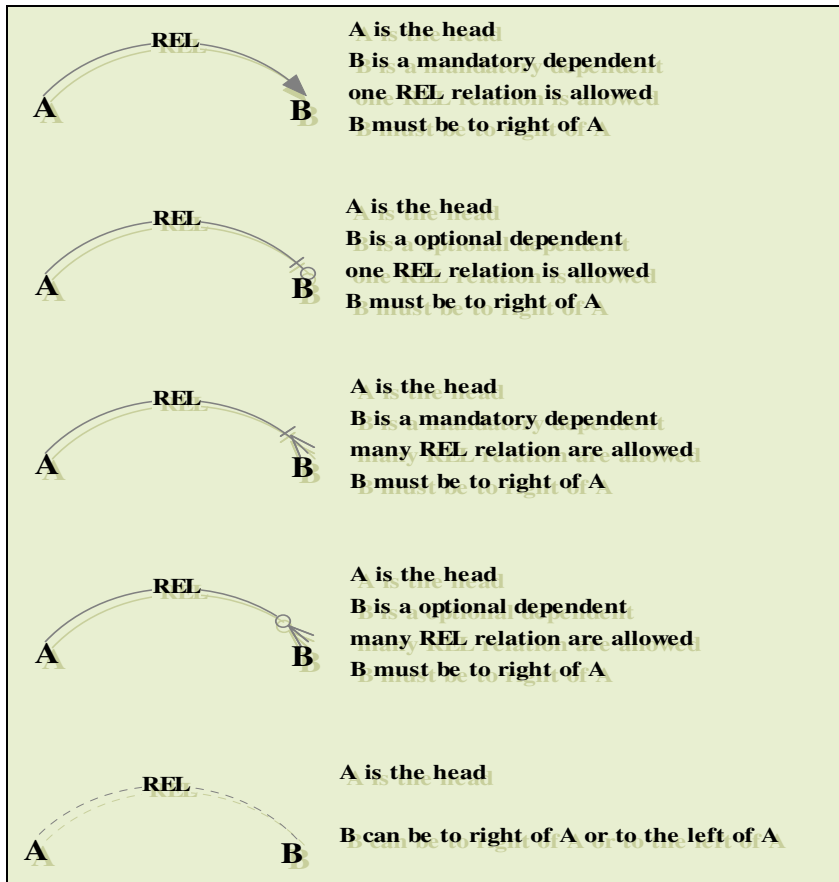 REL
A
B
A is the head
B is a mandatory dependent
one REL relation is allowed
B must be to right of A
REL
A
B
A is the head
B is a optional dependent
one REL relation is allowed
B must be to right of A
REL
A
B
A is the head
B is a mandatory dependent
many REL relation are allowed
B must be to right of A
REL
A
B
A is the head
B is a optional dependent
many REL relation are allowed
B must be to right of A
REL
A
B
A is the head
B can be to right of A or to the left of A